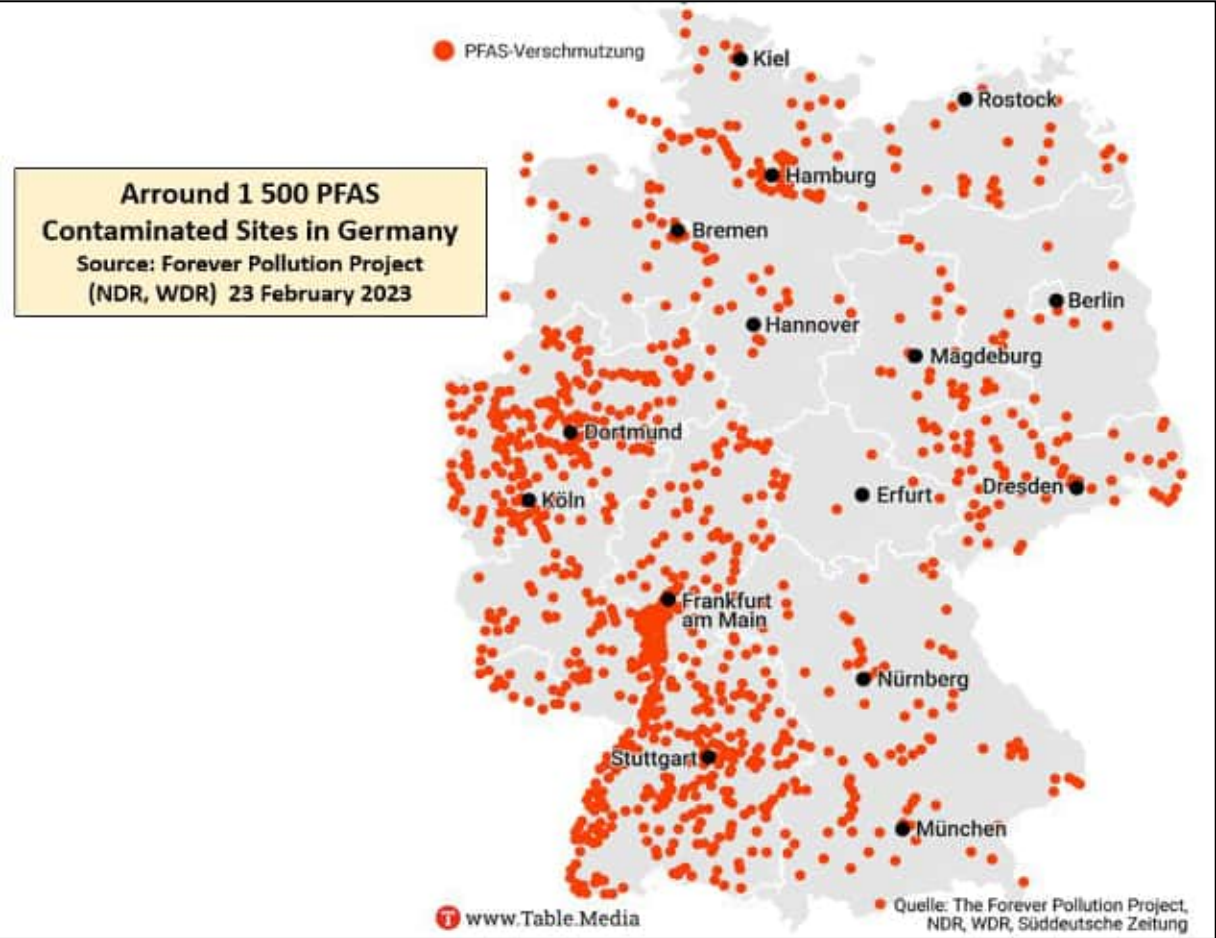 PFAS-Verschmutzung
Arround 1 500 PFAS
Contaminated Sites in Germany
Source: Forever Pollution Project
(NDR, WDR) 23 February 2023
Kiel
Rostock
Hamburg
Bremen
Berlin
Hannover
Magdeburg
Dortmund
Köln
Erfurt
Dresden
Frankfurt
am Main
Nürnberg
Stuttgart
München
T www.Table.Media
Quelle: The Forever Pollution Project,
NDR, WDR, Süddeutsche Zeitung